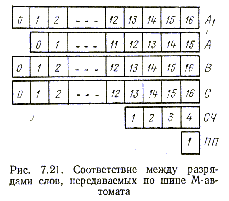 0 1 2 --- 12 13 14 15 16 A1
0 1 --- 11 12 13 14 15 A
0 1 2 --- 12 13 14 15 16 B
0 1 2 --- 12 13 14 15 16 C
1 2 3 4 СЧ
1 ПП
Рис. 7.21. Соответствие между разря-
дами слов, передаваемых по шине М-ав-
томата